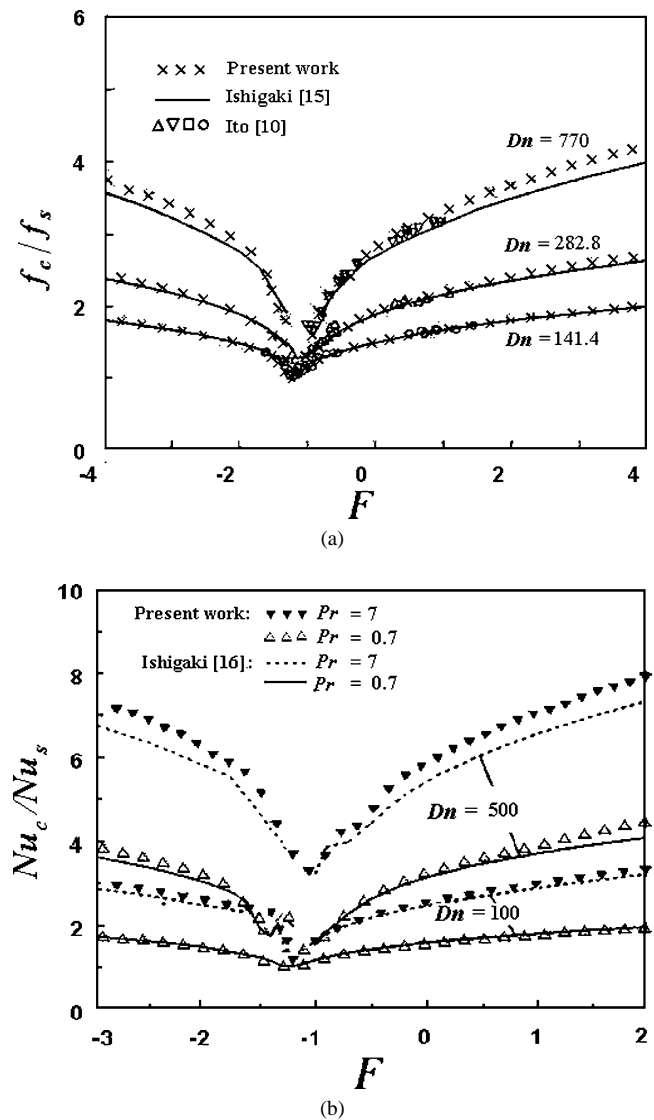 6
× × × Present work
Ishigaki [15]
△▽□○ Ito [10]
Dn = 770
4
f_c/f_s
Dn = 282.8
2
Dn = 141.4
0
-4 -2 0 2 4
F
(a)
10
Present work: ▼▼▼ Pr = 7
△△△ Pr = 0.7
Ishigaki [16]: Pr = 7
Pr = 0.7
8
6
Nu_c/Nu_s
Dn = 500
4
Dn = 100
2
0
-3 -2 -1 0 1 2
F
(b)